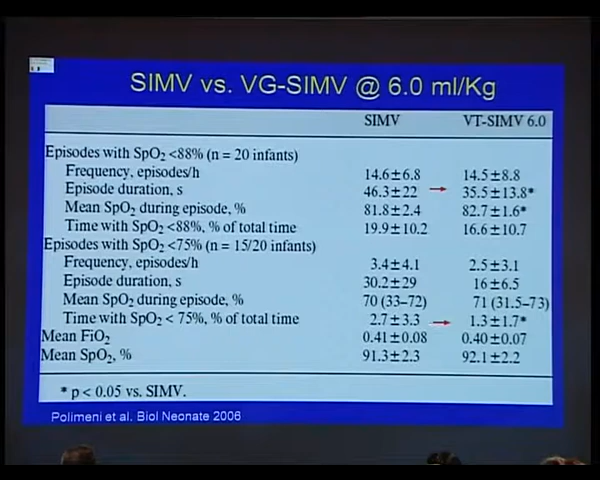 SIMV vs. VG-SIMV @ 6.0 ml/Kg
SIMV VT-SIMV 6.0
Episodes with SpO₂ <88% (n = 20 infants)
Frequency, episodes/h 14.6±6.8 14.5±8.8
Episode duration, s 46.3±22 → 35.5±13.8*
Mean SpO₂ during episode, % 81.8±2.4 82.7±1.6*
Time with SpO₂ <88%, % of total time 19.9±10.2 16.6±10.7
Episodes with SpO₂ <75% (n = 15/20 infants)
Frequency, episodes/h 3.4±4.1 2.5±3.1
Episode duration, s 30.2±29 16±6.5
Mean SpO₂ during episode, % 70 (33–72) 71 (31.5–73)
Time with SpO₂ < 75%, % of total time 2.7±3.3 → 1.3±1.7*
Mean FiO₂ 0.41±0.08 0.40±0.07
Mean SpO₂, % 91.3±2.3 92.1±2.2
* p < 0.05 vs. SIMV.
Polimeni et al. Biol Neonate 2006